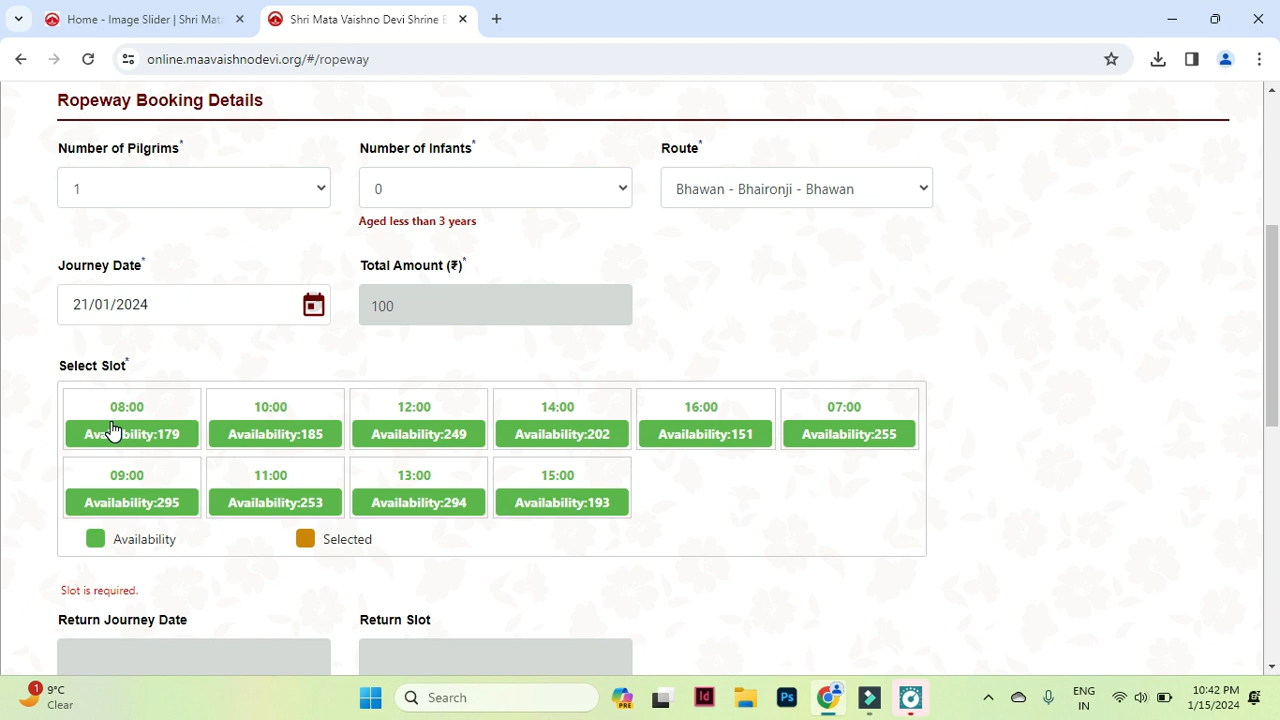 Home - Image Slider | Shri Mata
Shri Mata Vaishno Devi Shrine B
online.maavaishnodevi.org/#/ropeway
Ropeway Booking Details
Number of Pilgrims*
Number of Infants*
Route*
1
0
Bhawan - Bhaironji - Bhawan
Aged less than 3 years
Journey Date*
Total Amount (₹)*
21/01/2024
100
Select Slot*
08:00
10:00
12:00
14:00
16:00
07:00
Availability:179
Availability:185
Availability:249
Availability:202
Availability:151
Availability:255
09:00
11:00
13:00
15:00
Availability:295
Availability:253
Availability:294
Availability:193
Availability
Selected
Slot is required.
Return Journey Date
Return Slot
1
9°C
Clear
Search
PRE
Id
Ps
ENG
IN
10:42 PM
1/15/2024